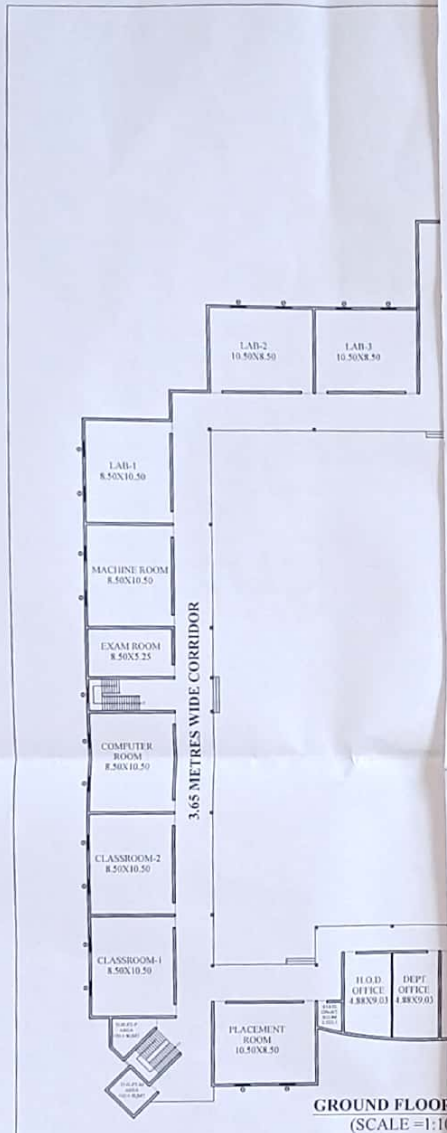 LAB-2
10.50X8.50
LAB-3
10.50X8.50
LAB-1
8.50X10.50
MACHINE ROOM
8.50X10.50
EXAM ROOM
8.50X5.25
3.65 METRES WIDE CORRIDOR
COMPUTER
ROOM
8.50X10.50
CLASSROOM-2
8.50X10.50
CLASSROOM-1
8.50X10.50
H.O.D
OFFICE
4.88X9.03
DEPT
OFFICE
4.88X9.03
PLACEMENT
ROOM
10.50X8.50
GROUND FLOOR
(SCALE =1:1